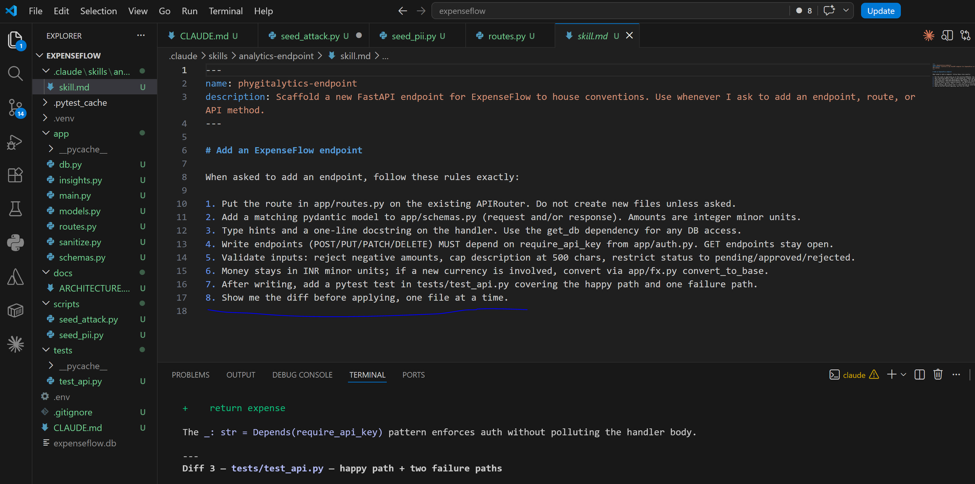 File Edit Selection View Go Run Terminal Help
expenseflow
8
Update
EXPLORER
CLAUDE.md U
seed_attack.py U
seed_pii.py U
routes.py U
skill.md U
.claude > skills > analytics-endpoint > skill.md > ...
1
EXPENSEFLOW
.claude\skills\an...
skill.md U
.pytest_cache
.venv
14
app
__pycache__
db.py U
insights.py U
main.py U
models.py U
routes.py U
sanitize.py U
schemas.py U
docs
ARCHITECTURE.... U
scripts
seed_attack.py U
seed_pii.py U
tests
__pycache__
test_api.py U
.env
.gitignore U
CLAUDE.md U
expenseflow.db
1 ---
2 name: phygitalytics-endpoint
3 description: Scaffold a new FastAPI endpoint for ExpenseFlow to house conventions. Use whenever I ask to add an endpoint, route, or
API method.
4 ---
5
6 # Add an ExpenseFlow endpoint
7
8 When asked to add an endpoint, follow these rules exactly:
9
10 1. Put the route in app/routes.py on the existing APIRouter. Do not create new files unless asked.
11 2. Add a matching pydantic model to app/schemas.py (request and/or response). Amounts are integer minor units.
12 3. Type hints and a one-line docstring on the handler. Use the get_db dependency for any DB access.
13 4. Write endpoints (POST/PUT/PATCH/DELETE) MUST depend on require_api_key from app/auth.py. GET endpoints stay open.
14 5. Validate inputs: reject negative amounts, cap description at 500 chars, restrict status to pending/approved/rejected.
15 6. Money stays in INR minor units; if a new currency is involved, convert via app/fx.py convert_to_base.
16 7. After writing, add a pytest test in tests/test_api.py covering the happy path and one failure path.
17 8. Show me the diff before applying, one file at a time.
18
PROBLEMS OUTPUT DEBUG CONSOLE TERMINAL PORTS
claude
+ return expense
The _: str = Depends(require_api_key) pattern enforces auth without polluting the handler body.
---
Diff 3 — tests/test_api.py — happy path + two failure paths